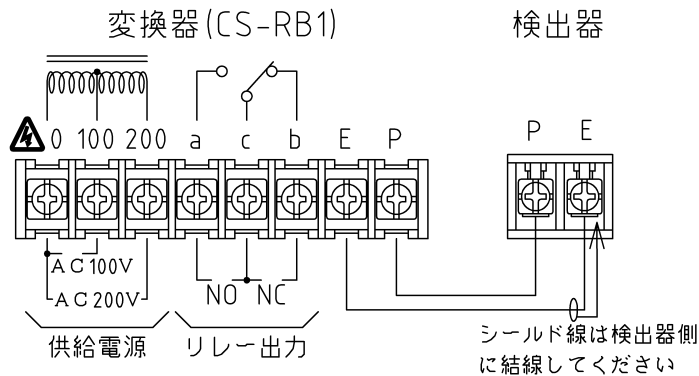 変換器(CS-RB1)
検出器
0 100 200 a c b E P
P E
AC100V
AC200V
NO NC
供給電源
リレー出力
シールド線は検出器側
に結線してください